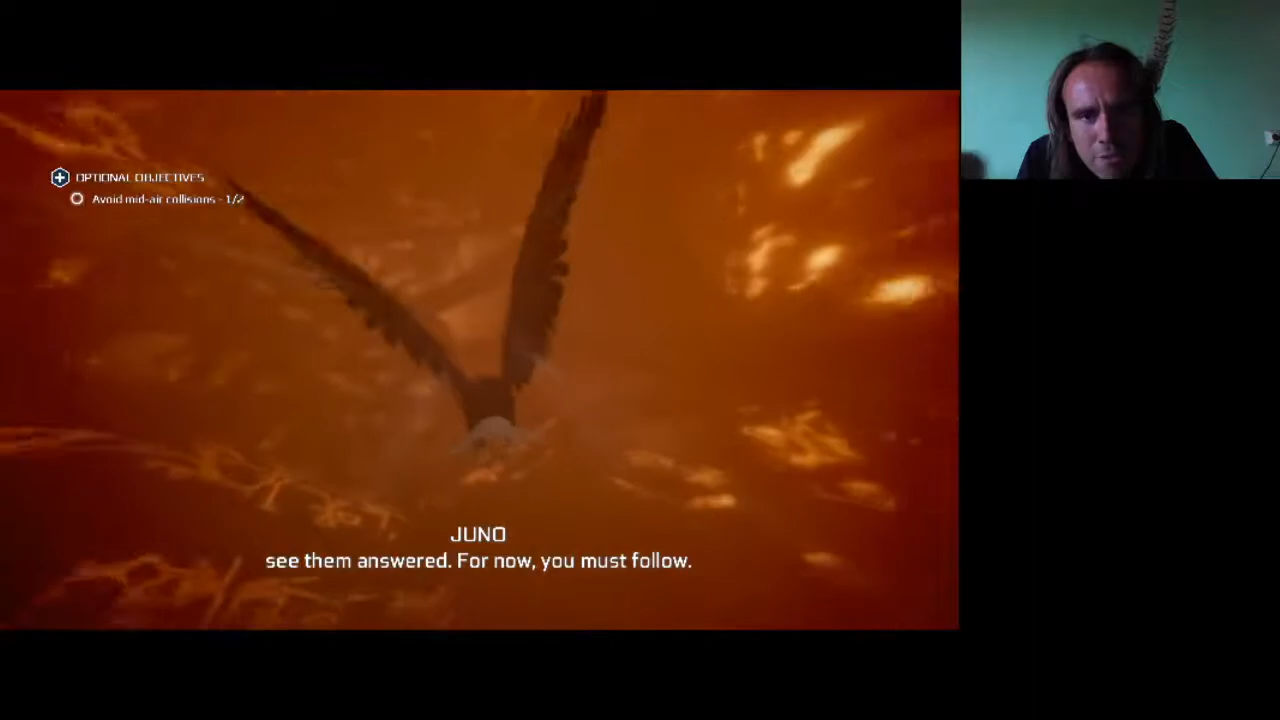 OPTIONAL OBJECTIVES
Avoid mid-air collisions - 1/2
JUNO
see them answered. For now, you must follow.